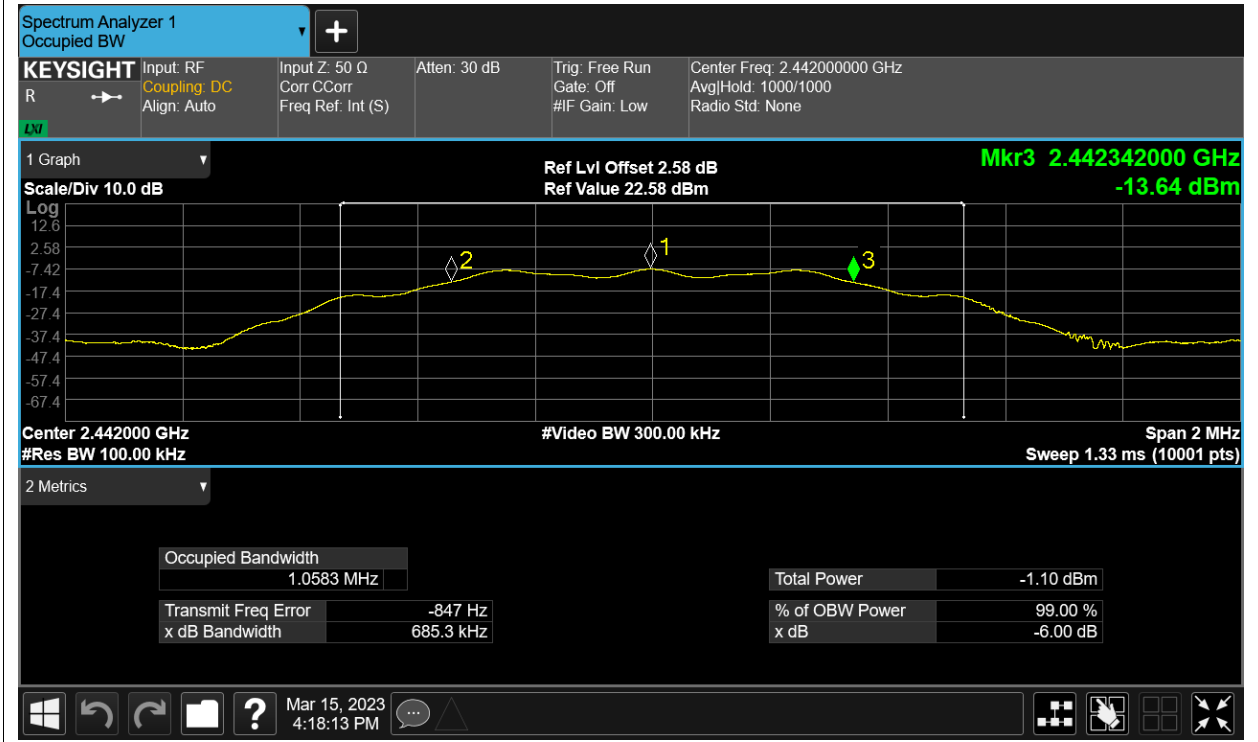 Spectrum Analyzer 1
Occupied BW
KEYSIGHT
R
LXI
Input: RF
Coupling: DC
Align: Auto
Input Z: 50 Ω
Corr CCorr
Freq Ref: Int (S)
Atten: 30 dB
Trig: Free Run
Gate: Off
#IF Gain: Low
Center Freq: 2.442000000 GHz
Avg|Hold: 1000/1000
Radio Std: None
1 Graph
Scale/Div 10.0 dB
Ref Lvl Offset 2.58 dB
Ref Value 22.58 dBm
Mkr3 2.442342000 GHz
-13.64 dBm
Log
12.6
2.58
-7.42
-17.4
-27.4
-37.4
-47.4
-57.4
-67.4
2
1
3
Center 2.442000 GHz
#Res BW 100.00 kHz
#Video BW 300.00 kHz
Span 2 MHz
Sweep 1.33 ms (10001 pts)
2 Metrics
Occupied Bandwidth
1.0583 MHz
Transmit Freq Error -847 Hz
x dB Bandwidth 685.3 kHz
Total Power -1.10 dBm
% of OBW Power 99.00 %
x dB -6.00 dB
?
Mar 15, 2023
4:18:13 PM